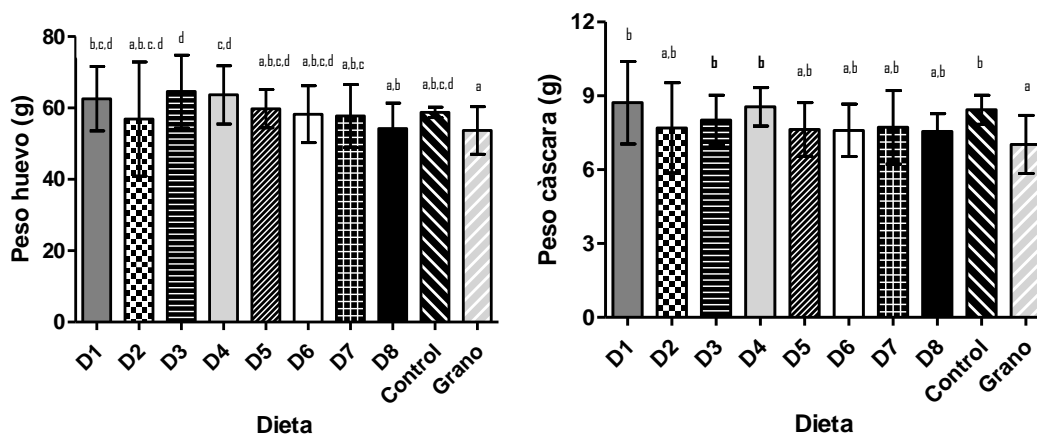 80
60
40
20
0
Peso huevo (g)
b,c,d
a,b. c. d
d
c,d
a,b,c,d
a,b,c,d
a,b,c
a,b
a,b,c,d
a
D1
D2
D3
D4
D5
D6
D7
D8
Control
Grano
Dieta
12
9
6
3
0
Peso càscara (g)
b
a,b
b
b
a,b
a,b
a,b
a,b
b
a
D1
D2
D3
D4
D5
D6
D7
D8
Control
Grano
Dieta